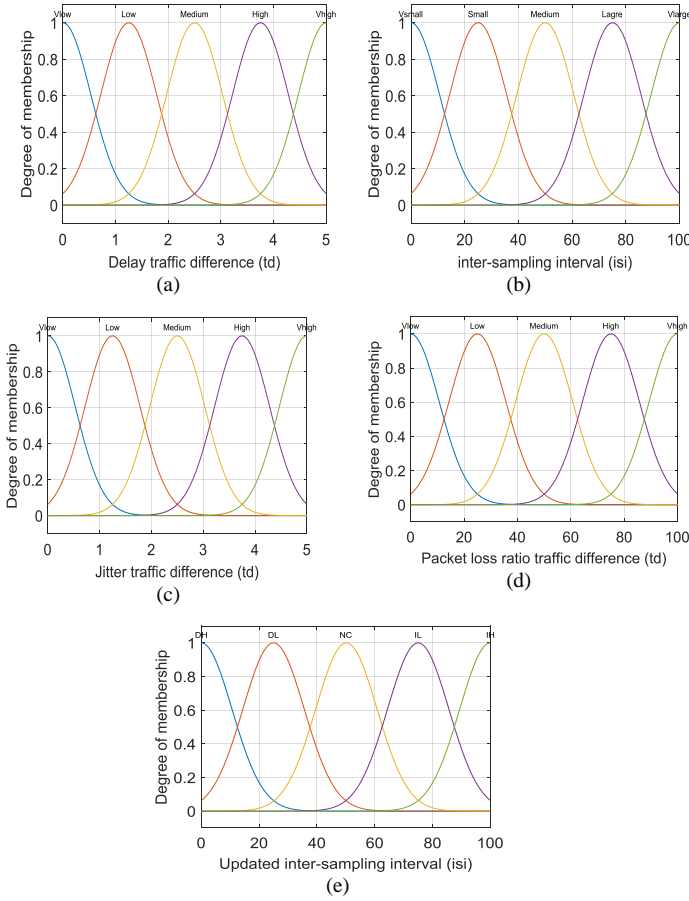 Vlow Low Medium High Vhigh
1
0.8
0.6
0.4
0.2
0
Degree of membership
0 1 2 3 4 5
Delay traffic difference (td)
(a)
Vsmall Small Medium Lagre Vlarge
1
0.8
0.6
0.4
0.2
0
Degree of membership
0 20 40 60 80 100
inter-sampling interval (isi)
(b)
Vlow Low Medium High Vhigh
1
0.8
0.6
0.4
0.2
0
Degree of membership
0 1 2 3 4 5
Jitter traffic difference (td)
(c)
Vlow Low Medium High Vhigh
1
0.8
0.6
0.4
0.2
0
Degree of membership
0 20 40 60 80 100
Packet loss ratio traffic difference (td)
(d)
DH DL NC IL IH
1
0.8
0.6
0.4
0.2
0
Degree of membership
0 20 40 60 80 100
Updated inter-sampling interval (isi)
(e)